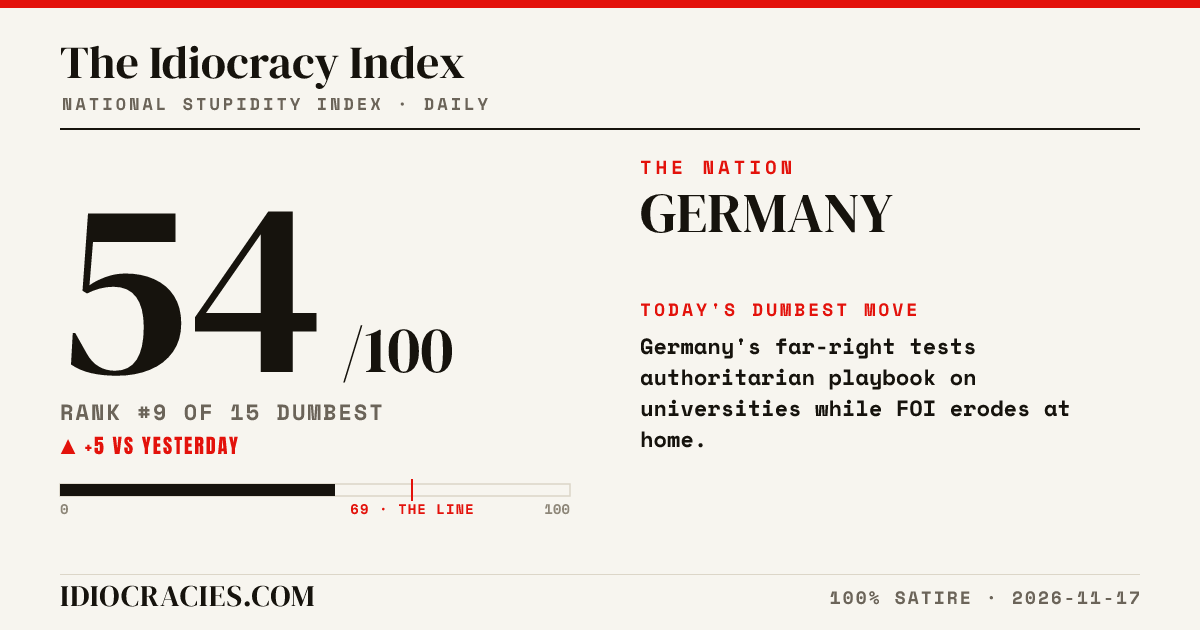 The Idiocracy Index
NATIONAL STUPIDITY INDEX · DAILY
54 /100
RANK #9 OF 15 DUMBEST
▲ +5 VS YESTERDAY
0
69 · THE LINE
100
THE NATION
GERMANY
TODAY'S DUMBEST MOVE
Germany's far-right tests
authoritarian playbook on
universities while FOI erodes at
home.
IDIOCRACIES.COM
100% SATIRE · 2026-11-17